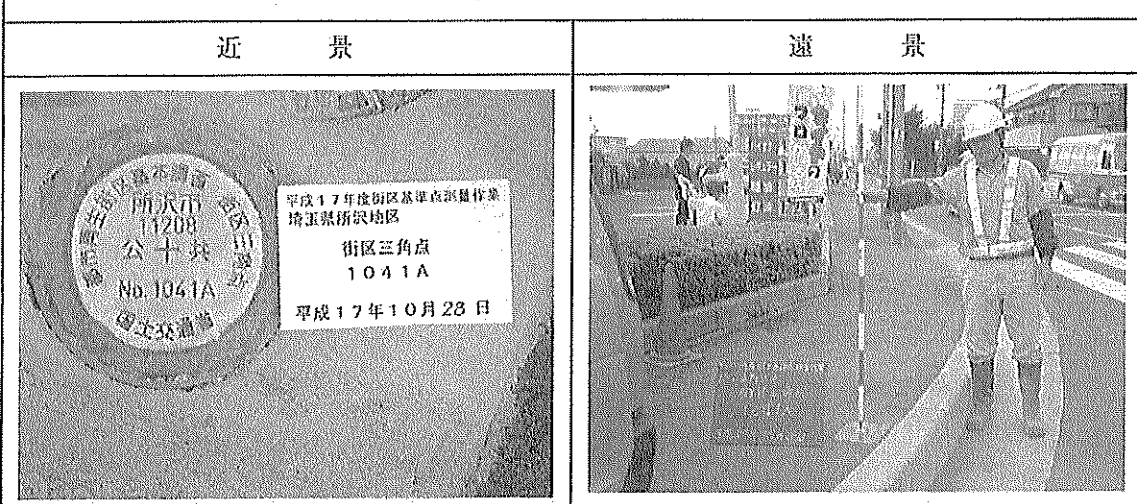 近景
遠景
所沢市
11208
公共
No.1041A
国土交通省
平成17年度街区基準点測量作業
埼玉県所沢地区
街区三角点
1041A
平成17年10月28日